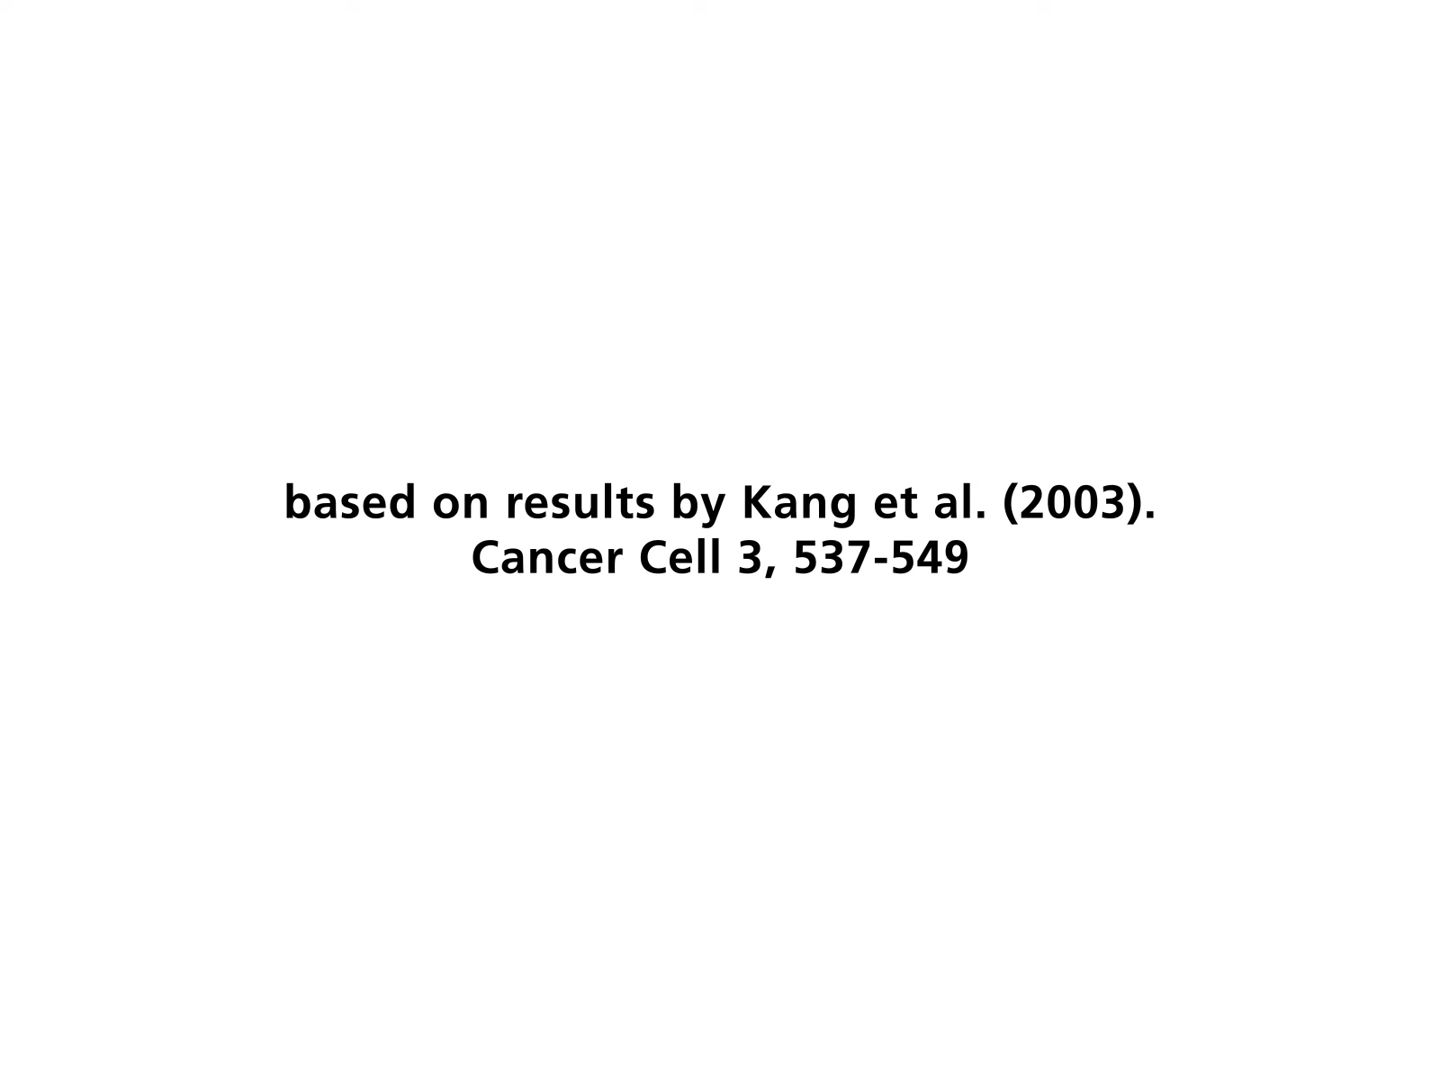 based on results by Kang et al. (2003).
Cancer Cell 3, 537-549